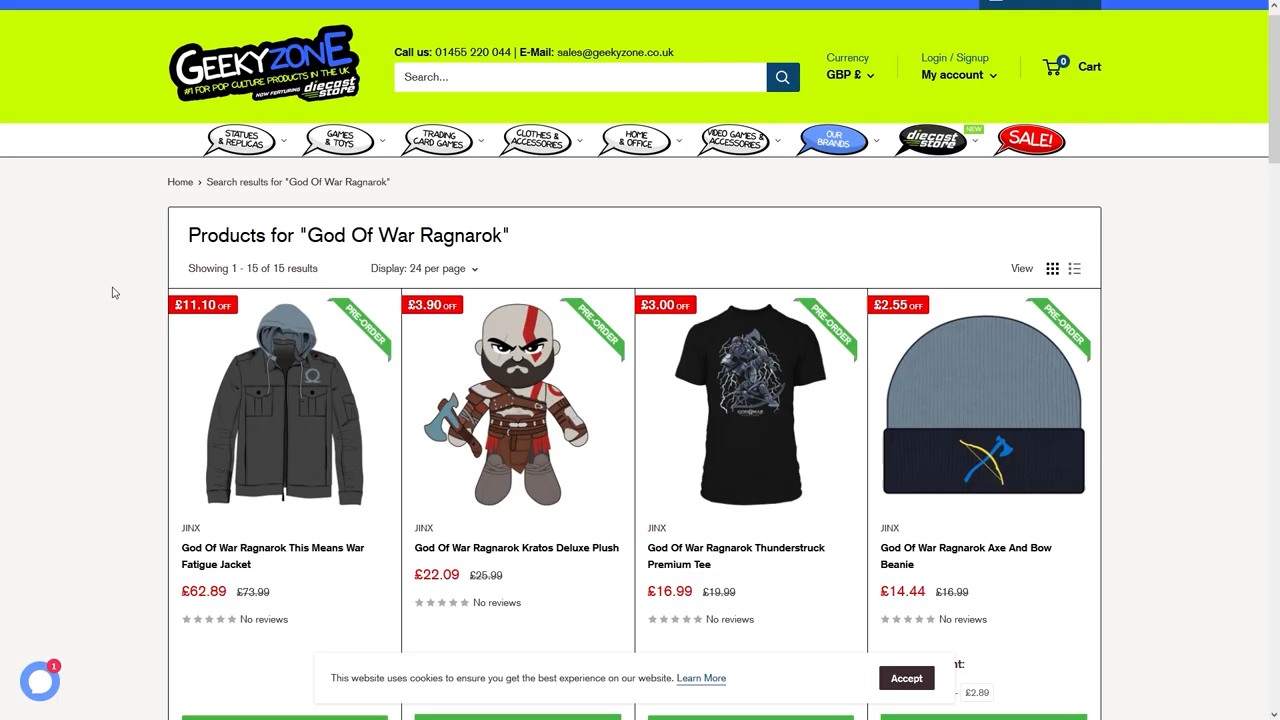 GEEKYZONE
#1 FOR POP CULTURE PRODUCTS IN THE UK
NOW FEATURING diecast store
Call us: 01455 220 044 | E-Mail: sales@geekyzone.co.uk
Search...
Currency
GBP £
Login / Signup
My account
0
Cart
STATUES & REPLICAS
GAMES & TOYS
TRADING CARD GAMES
CLOTHES & ACCESSORIES
HOME & OFFICE
VIDEO GAMES & ACCESSORIES
OUR BRANDS
diecast store
NEW
SALE!
Home › Search results for "God Of War Ragnarok"
Products for "God Of War Ragnarok"
Showing 1 - 15 of 15 results
Display: 24 per page
View
£11.10 OFF
PRE-ORDER
£3.90 OFF
PRE-ORDER
£3.00 OFF
PRE-ORDER
£2.55 OFF
PRE-ORDER
GOD WAR
JINX
God Of War Ragnarok This Means War
Fatigue Jacket
£62.89 £73.99
No reviews
JINX
God Of War Ragnarok Kratos Deluxe Plush
£22.09 £25.99
No reviews
JINX
God Of War Ragnarok Thunderstruck
Premium Tee
£16.99 £19.99
No reviews
JINX
God Of War Ragnarok Axe And Bow
Beanie
£14.44 £16.99
No reviews
nt:
- £2.89
This website uses cookies to ensure you get the best experience on our website. Learn More
Accept
1